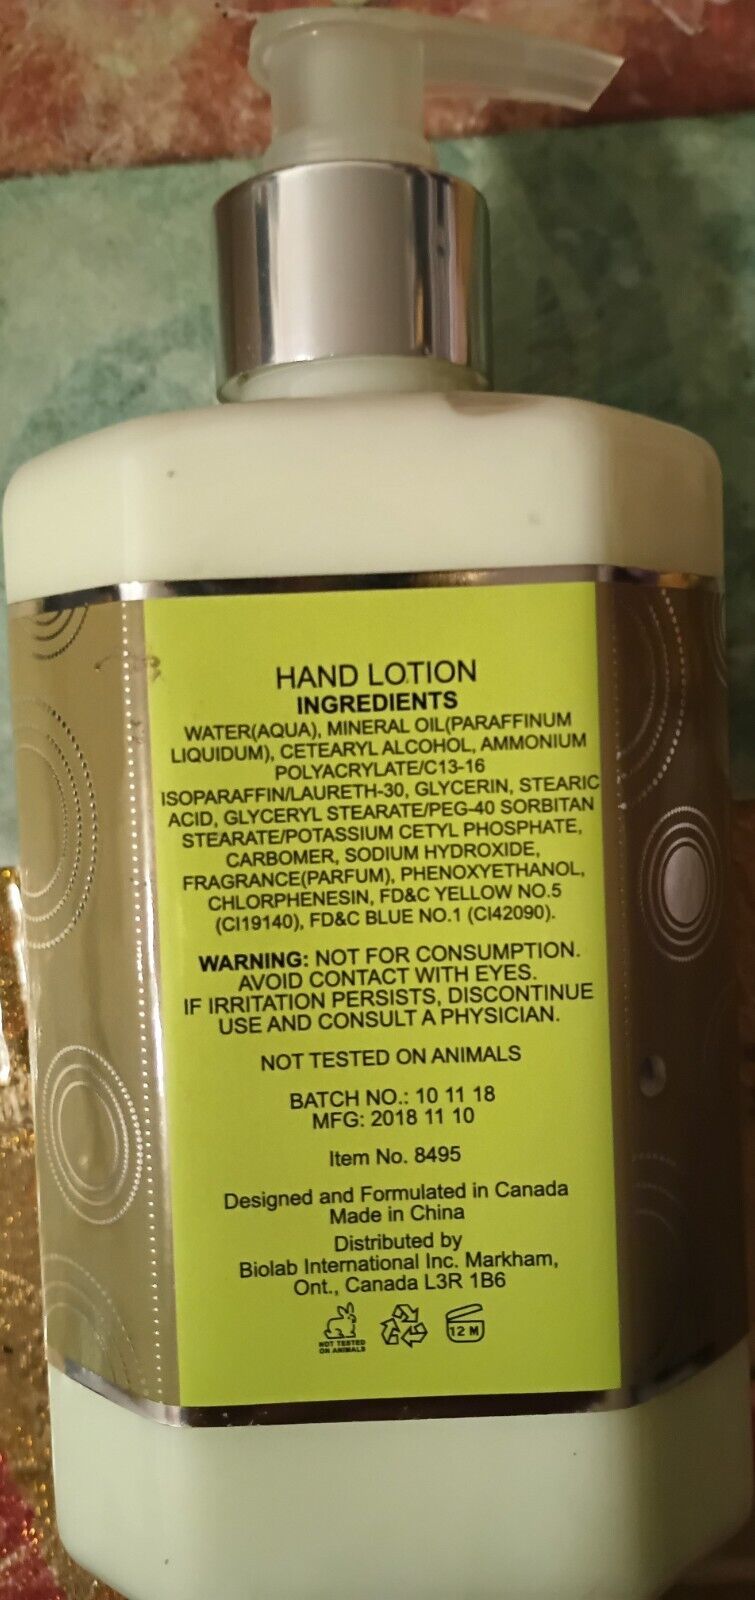 HAND LOTION
INGREDIENTS
WATER(AQUA), MINERAL OIL(PARAFFINUM
LIQUIDUM), CETEARYL ALCOHOL, AMMONIUM
POLYACRYLATE/C13-16
ISOPARAFFIN/LAURETH-30, GLYCERIN, STEARIC
ACID, GLYCERYL STEARATE/PEG-40 SORBITAN
STEARATE/POTASSIUM CETYL PHOSPHATE,
CARBOMER, SODIUM HYDROXIDE,
FRAGRANCE(PARFUM), PHENOXYETHANOL,
CHLORPHENESIN, FD&C YELLOW NO.5
(CI19140), FD&C BLUE NO.1 (CI42090).
WARNING: NOT FOR CONSUMPTION.
AVOID CONTACT WITH EYES.
IF IRRITATION PERSISTS, DISCONTINUE
USE AND CONSULT A PHYSICIAN.
NOT TESTED ON ANIMALS
BATCH NO.: 10 11 18
MFG: 2018 11 10
Item No. 8495
Designed and Formulated in Canada
Made in China
Distributed by
Biolab International Inc. Markham,
Ont., Canada L3R 1B6
NOT TESTED
ON ANIMALS
12 M